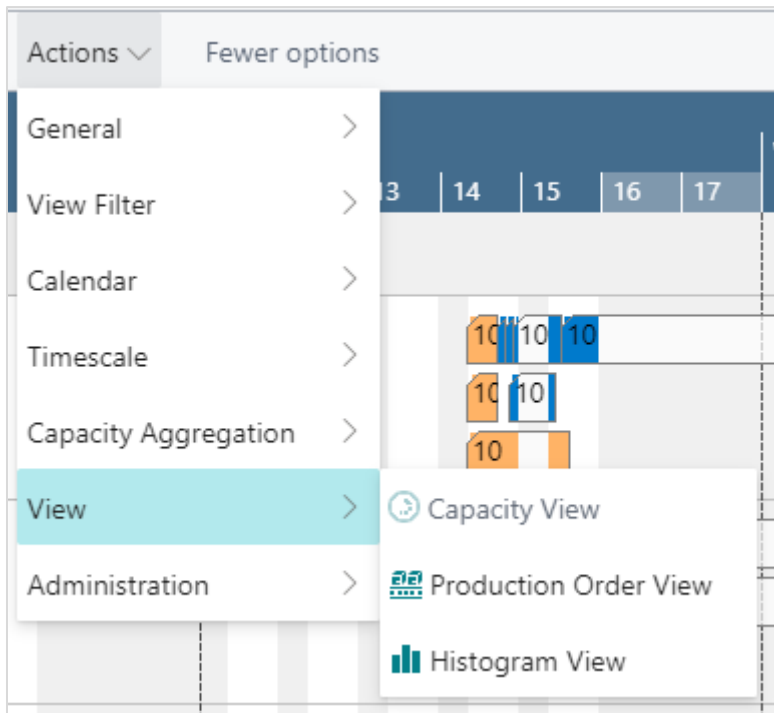 Actions Fewer options
General
View Filter
Calendar
Timescale
Capacity Aggregation
View
Administration
Capacity View
Production Order View
Histogram View
13 14 15 16 17
10 10 10
10 10
10